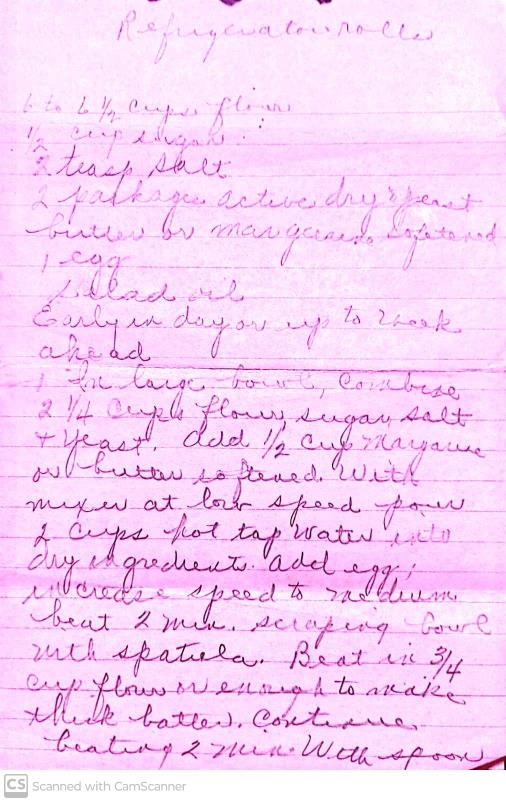 Refrigerator rolls
6 to 6 1/2 cups flour
1/2 cup sugar
2 teasp salt
2 packages active dry yeast
butter or margarine softened
1 egg
salad oil
Early in day or up to week
ahead
1 In large bowl, combine
2 1/4 cups flour sugar, salt
+ yeast. add 1/2 cup margarine
or butter softened. With
mixer at low speed pour
2 cups hot tap water into
dry ingredients. add egg;
increase speed to medium
beat 2 min. scraping bowl
with spatula. Beat in 3/4
cup flour or enough to make
thick batter. Continue
beating 2 min. With spoon
CS Scanned with CamScanner